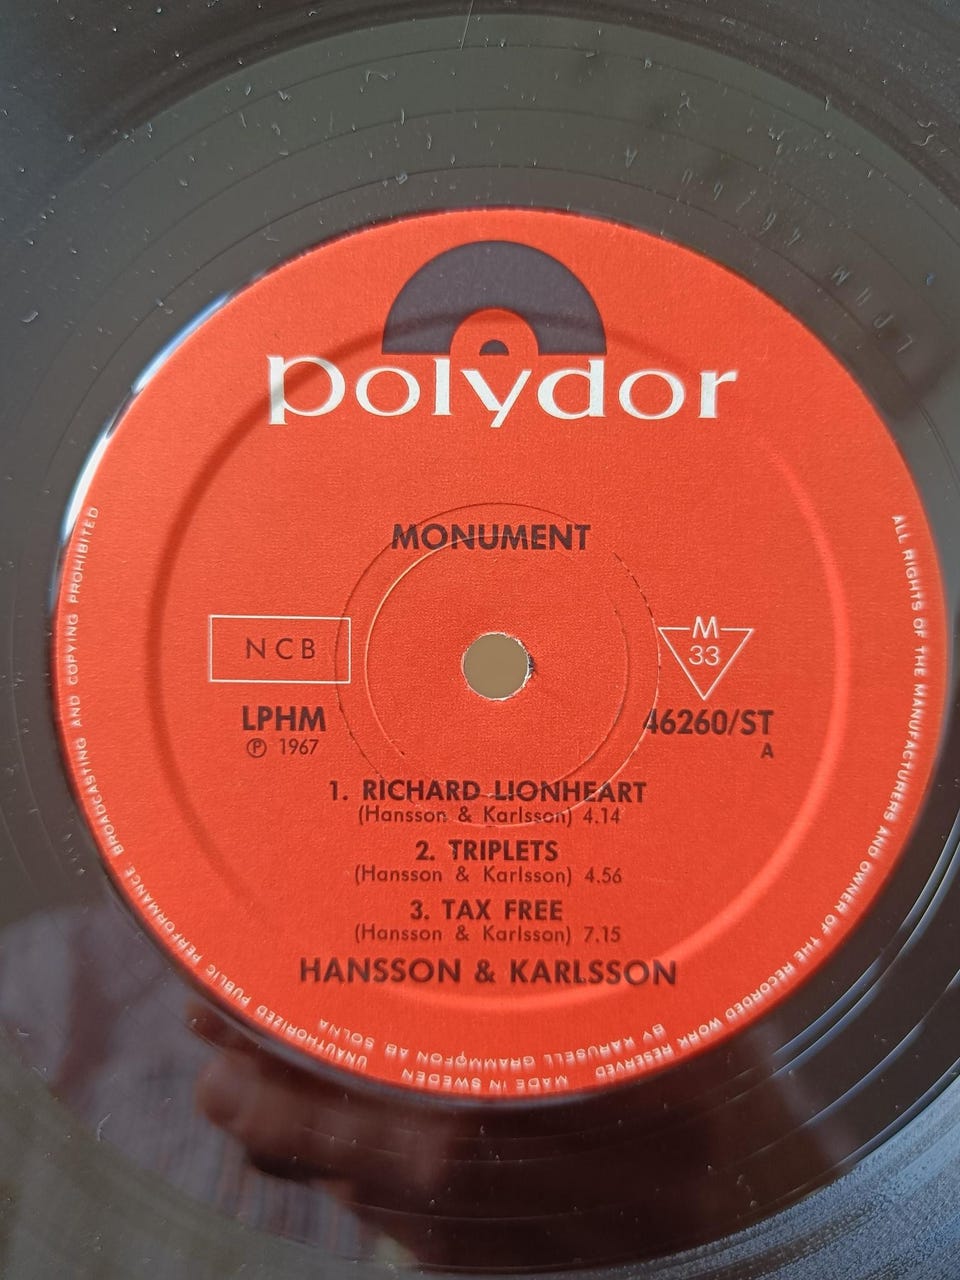 polydor
MONUMENT
NCB
M
33
LPHM
46260/ST
℗ 1967
A
1. RICHARD LIONHEART
(Hansson & Karlsson) 4.14
2. TRIPLETS
(Hansson & Karlsson) 4.56
3. TAX FREE
(Hansson & Karlsson) 7.15
HANSSON & KARLSSON
ALL RIGHTS OF THE MANUFACTURERS AND OWNER OF THE RECORDED WORK RESERVED
UNAUTHORIZED PUBLIC PERFORMANCE. BROADCASTING AND COPYING PROHIBITED
MADE IN SWEDEN
BY KARUSELL GRAMMOFON AB SOLNA
LPHM 46260 A